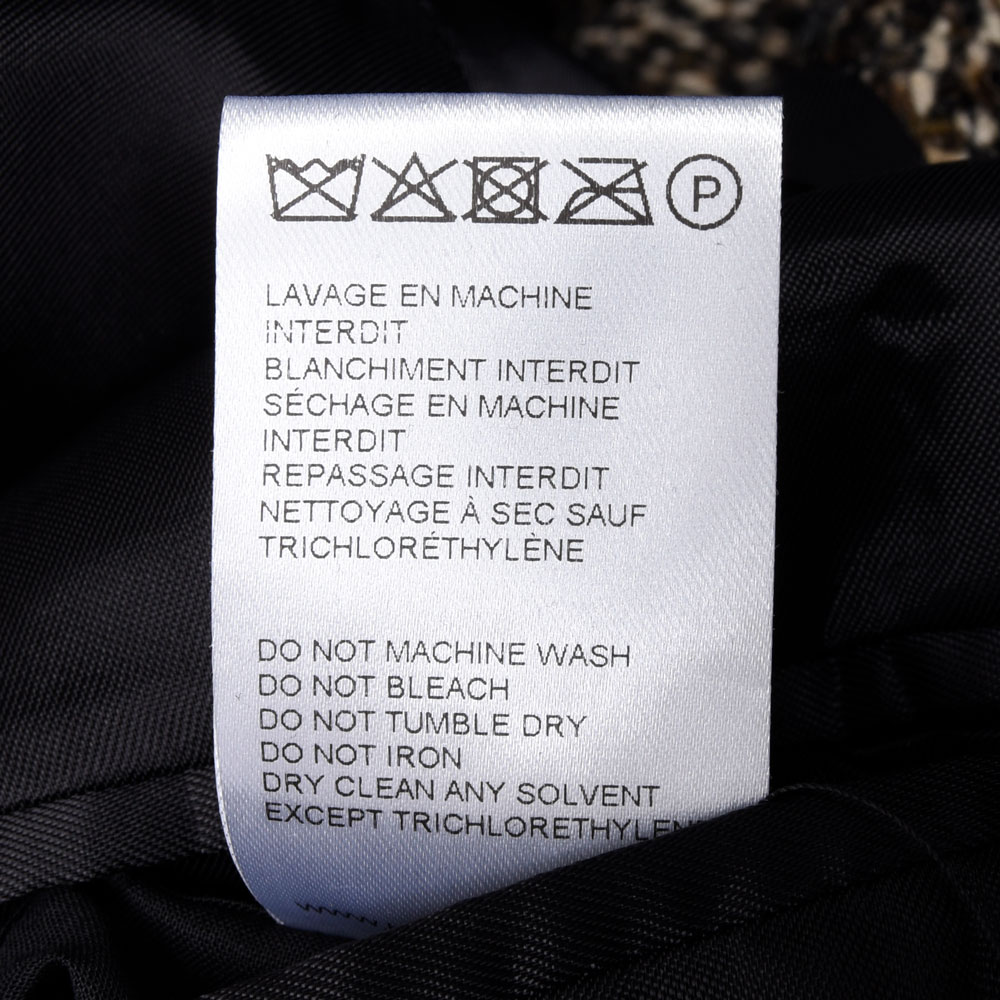 P
LAVAGE EN MACHINE
INTERDIT
BLANCHIMENT INTERDIT
SÉCHAGE EN MACHINE
INTERDIT
REPASSAGE INTERDIT
NETTOYAGE À SEC SAUF
TRICHLORÉTHYLÈNE
DO NOT MACHINE WASH
DO NOT BLEACH
DO NOT TUMBLE DRY
DO NOT IRON
DRY CLEAN ANY SOLVENT
EXCEPT TRICHLORETHYLEN